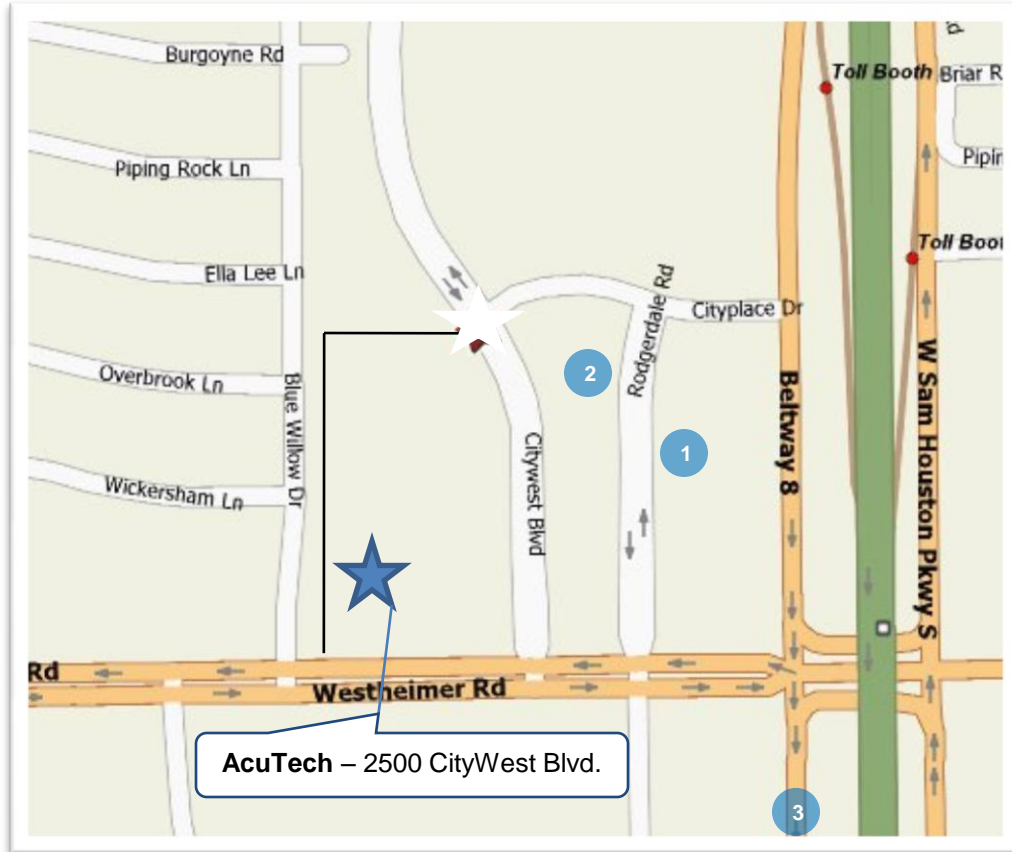 Burgoyne Rd
Toll Booth
Briar R
Rd
Piping Rock Ln
Pipin
Toll Boot
Ella Lee Ln
Rodgerdale Rd
Cityplace Dr
Overbrook Ln
Blue Willow Dr
2
Beltway 8
W Sam Houston Pkwy S
1
Citywest Blvd
Wickersham Ln
Rd
Westheimer Rd
AcuTech – 2500 CityWest Blvd.
3